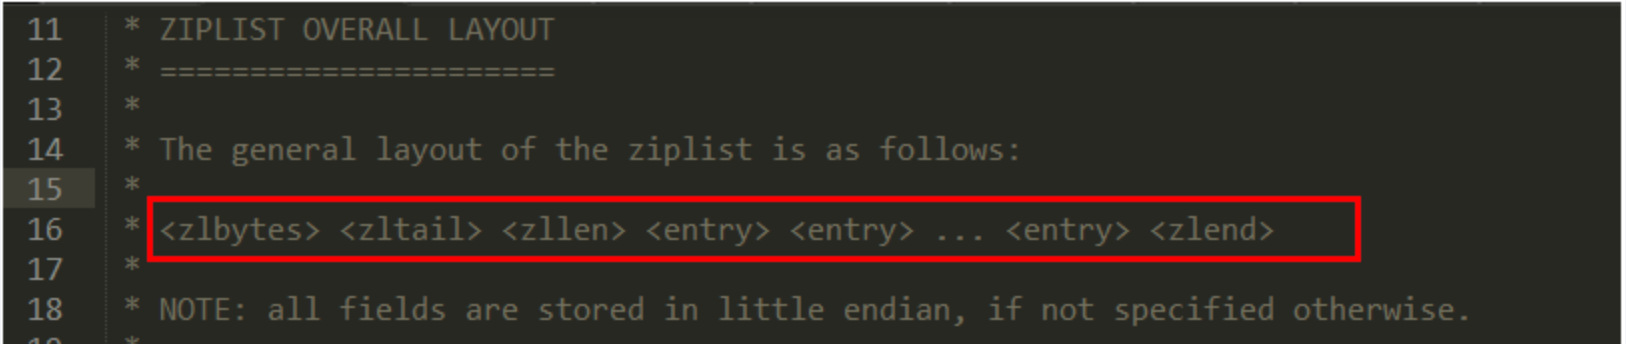 11 * ZIPLIST OVERALL LAYOUT
12 * ======================
13 *
14 * The general layout of the ziplist is as follows:
15 *
16 * <zlbytes> <zltail> <zllen> <entry> <entry> ... <entry> <zlend>
17 *
18 * NOTE: all fields are stored in little endian, if not specified otherwise.